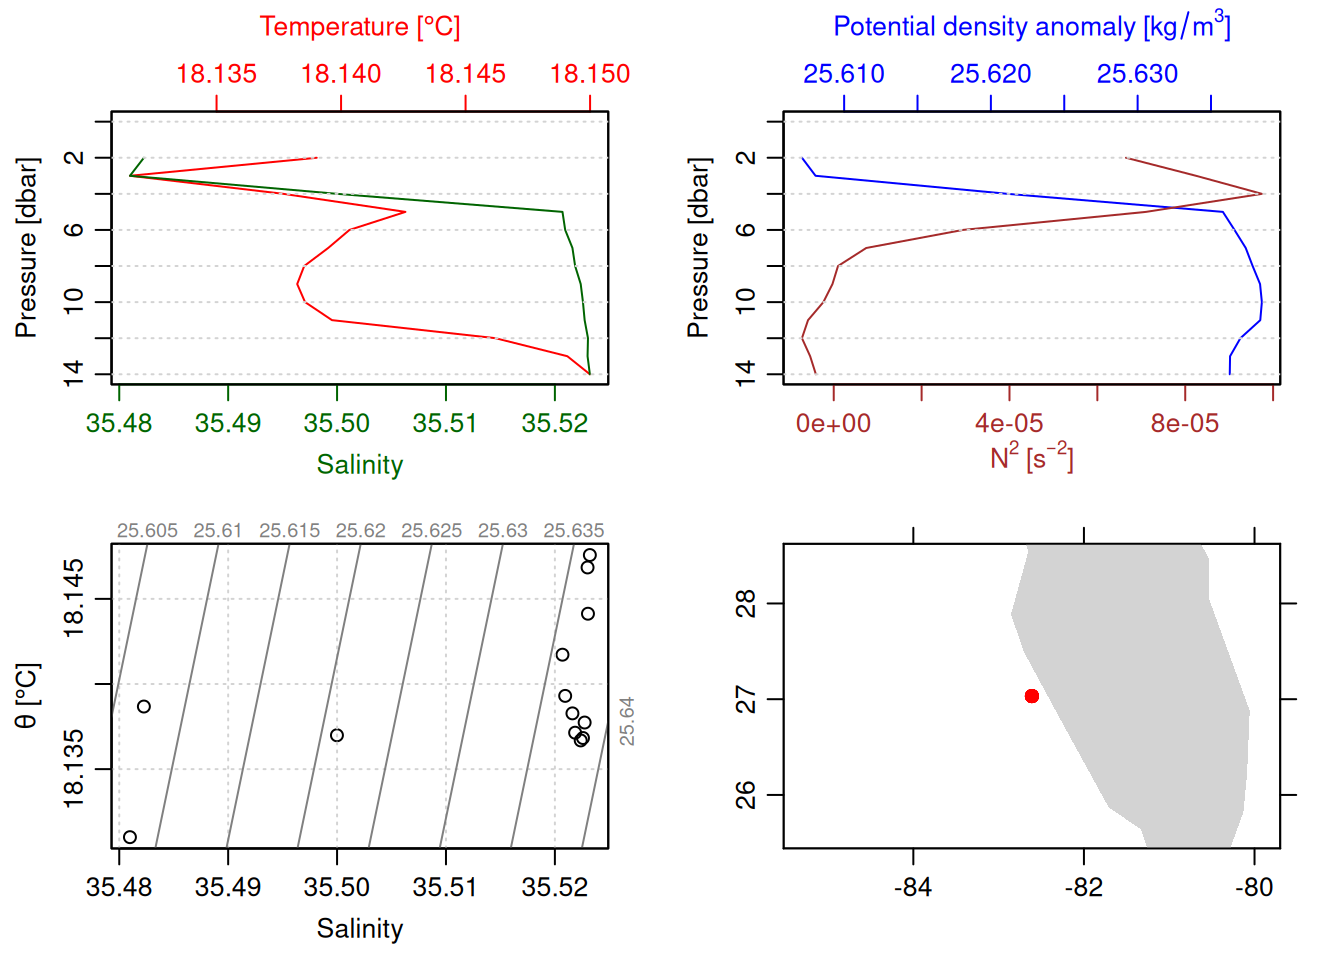 Temperature [°C]
18.135 18.140 18.145 18.150
Pressure [dbar]
2
6
10
14
35.48 35.49 35.50 35.51 35.52
Salinity
Potential density anomaly [kg/m³]
25.610 25.620 25.630
Pressure [dbar]
2
6
10
14
0e+00 4e-05 8e-05
N² [s⁻²]
25.605 25.61 25.615 25.62 25.625 25.63 25.635
25.64
θ [°C]
18.145
18.135
35.48 35.49 35.50 35.51 35.52
Salinity
28
27
26
-84 -82 -80